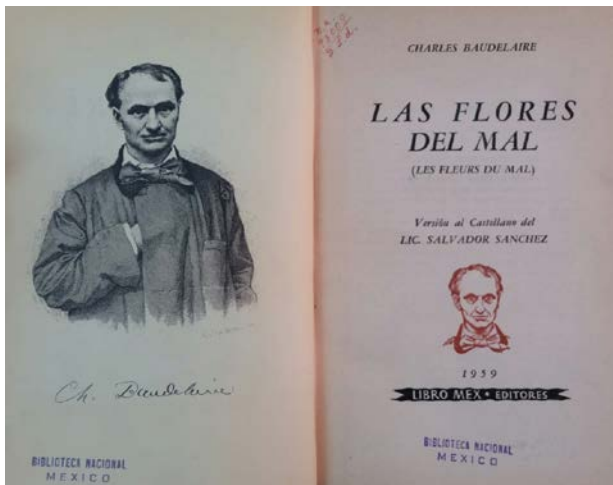 Ch. Baudelaire
BIBLIOTECA NACIONAL
MEXICO
CHARLES BAUDELAIRE
LAS FLORES
DEL MAL
(LES FLEURS DU MAL)
Versión al Castellano del
LIC. SALVADOR SANCHEZ
1959
LIBRO MEX • EDITORES
BIBLIOTECA NACIONAL
MEXICO